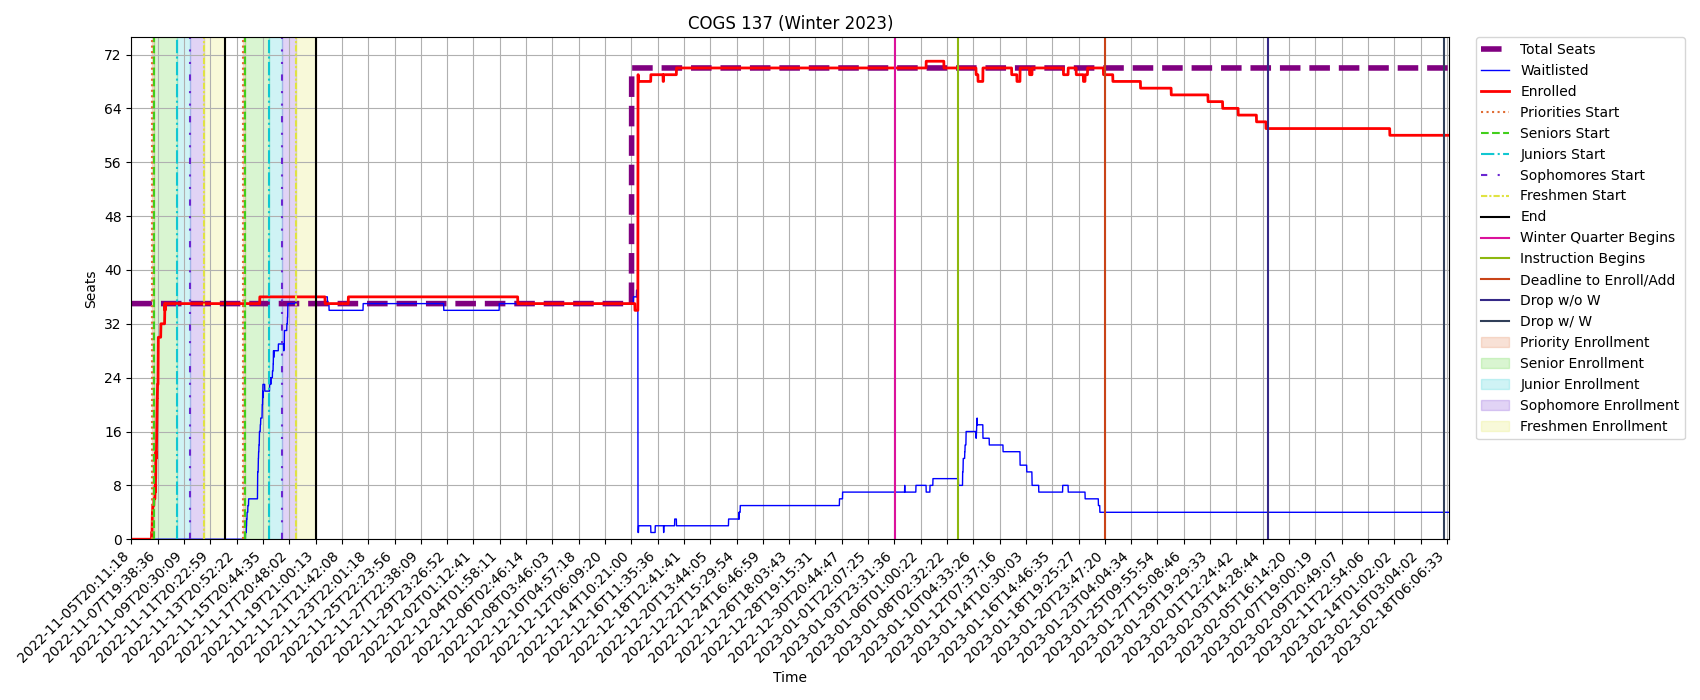 COGS 137 (Winter 2023)
Seats
72
64
56
48
40
32
24
16
8
0
2022-11-05T20:11:18
2022-11-07T19:38:36
2022-11-09T20:30:09
2022-11-11T20:22:59
2022-11-13T20:52:22
2022-11-15T20:44:35
2022-11-17T20:48:02
2022-11-19T21:00:13
2022-11-21T21:42:08
2022-11-23T22:01:18
2022-11-25T22:23:56
2022-11-27T22:38:09
2022-11-29T23:26:52
2022-12-02T01:12:41
2022-12-04T01:58:11
2022-12-06T02:46:14
2022-12-08T03:46:03
2022-12-10T04:57:18
2022-12-12T06:09:20
2022-12-14T10:21:00
2022-12-16T11:35:36
2022-12-18T12:41:41
2022-12-20T13:44:05
2022-12-22T15:29:54
2022-12-24T16:46:59
2022-12-26T18:03:43
2022-12-28T19:15:31
2022-12-30T20:44:47
2023-01-01T22:07:25
2023-01-03T23:31:36
2023-01-06T01:00:22
2023-01-08T02:32:22
2023-01-10T04:33:26
2023-01-12T07:37:16
2023-01-14T10:30:03
2023-01-16T14:46:35
2023-01-18T19:25:27
2023-01-20T23:47:20
2023-01-23T04:04:34
2023-01-25T09:55:54
2023-01-27T15:08:46
2023-01-29T19:29:33
2023-02-01T12:24:42
2023-02-03T14:28:44
2023-02-05T16:14:20
2023-02-07T19:00:19
2023-02-09T20:49:07
2023-02-11T22:54:06
2023-02-14T01:02:02
2023-02-16T03:04:02
2023-02-18T06:06:33
Time
Total Seats
Waitlisted
Enrolled
Priorities Start
Seniors Start
Juniors Start
Sophomores Start
Freshmen Start
End
Winter Quarter Begins
Instruction Begins
Deadline to Enroll/Add
Drop w/o W
Drop w/ W
Priority Enrollment
Senior Enrollment
Junior Enrollment
Sophomore Enrollment
Freshmen Enrollment